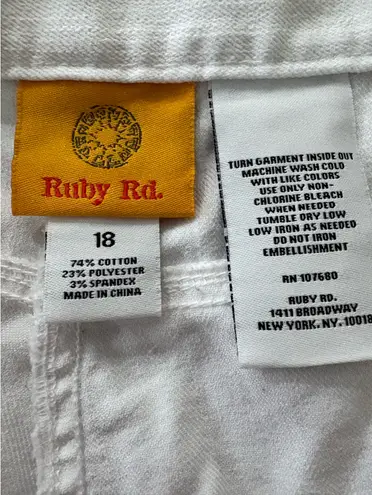 Ruby Rd.
18
74% COTTON
23% POLYESTER
3% SPANDEX
MADE IN CHINA
TURN GARMENT INSIDE OUT
MACHINE WASH COLD
WITH LIKE COLORS
USE ONLY NON-
CHLORINE BLEACH
WHEN NEEDED
TUMBLE DRY LOW
LOW IRON AS NEEDED
DO NOT IRON
EMBELLISHMENT
RN 107680
RUBY RD.
1411 BROADWAY
NEW YORK, NY, 10018